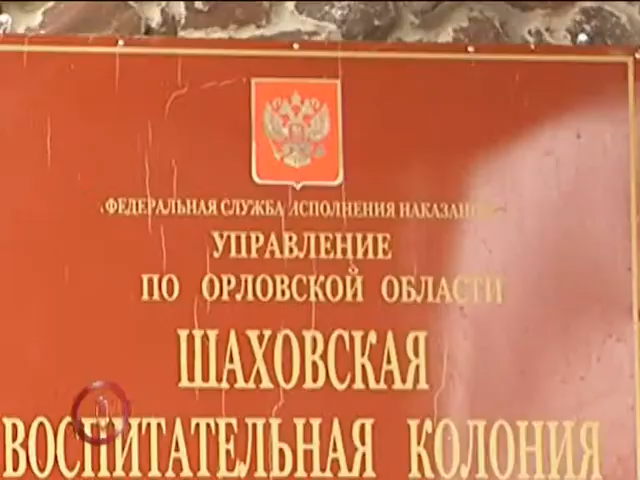 ФЕДЕРАЛЬНАЯ СЛУЖБА ИСПОЛНЕНИЯ НАКАЗАНИЙ
УПРАВЛЕНИЕ
ПО ОРЛОВСКОЙ ОБЛАСТИ
ШАХОВСКАЯ
ВОСПИТАТЕЛЬНАЯ КОЛОНИЯ